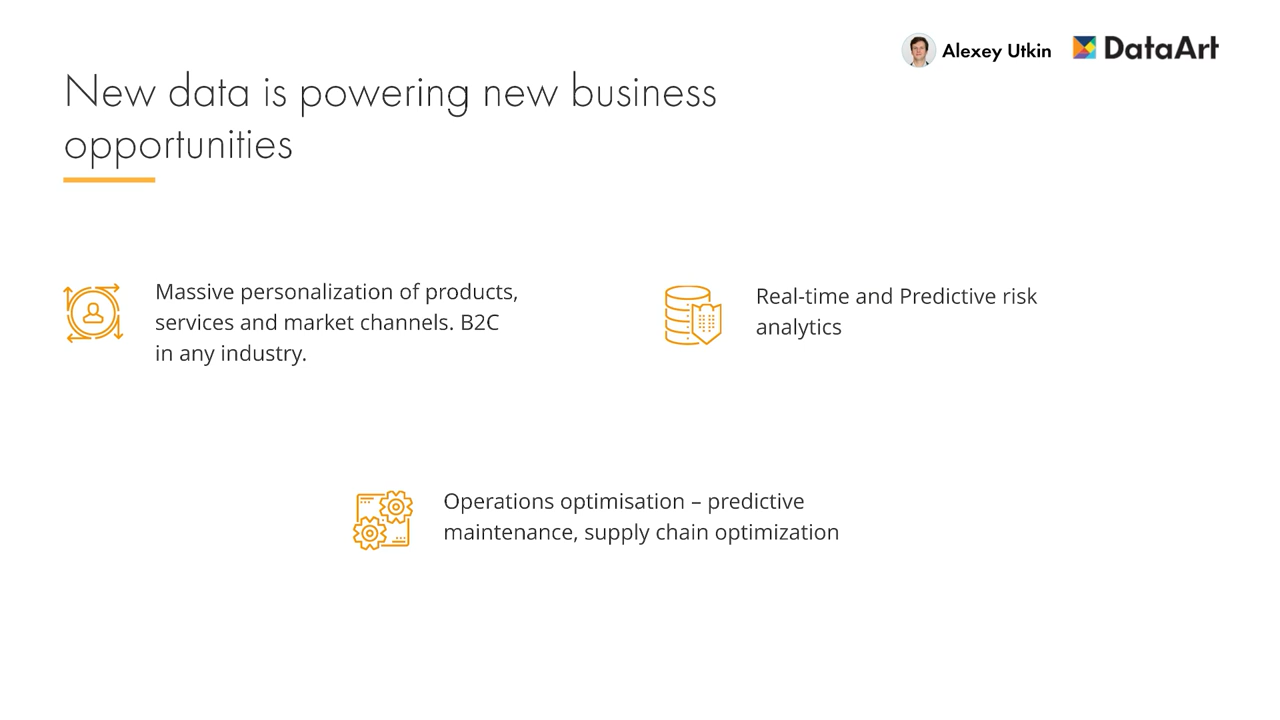 Alexey Utkin
DataArt
New data is powering new business
opportunities
Massive personalization of products,
services and market channels. B2C
in any industry.
Real-time and Predictive risk
analytics
Operations optimisation – predictive
maintenance, supply chain optimization